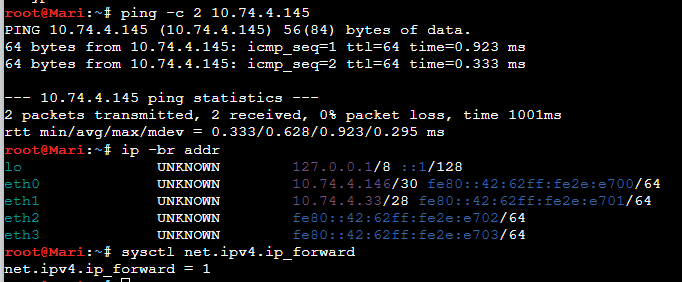 root@Mari:~# ping -c 2 10.74.4.145
PING 10.74.4.145 (10.74.4.145) 56(84) bytes of data.
64 bytes from 10.74.4.145: icmp_seq=1 ttl=64 time=0.923 ms
64 bytes from 10.74.4.145: icmp_seq=2 ttl=64 time=0.333 ms

--- 10.74.4.145 ping statistics ---
2 packets transmitted, 2 received, 0% packet loss, time 1001ms
rtt min/avg/max/mdev = 0.333/0.628/0.923/0.295 ms
root@Mari:~# ip -br addr
lo UNKNOWN 127.0.0.1/8 ::1/128
eth0 UNKNOWN 10.74.4.146/30 fe80::42:62ff:fe2e:e700/64
eth1 UNKNOWN 10.74.4.33/28 fe80::42:62ff:fe2e:e701/64
eth2 UNKNOWN fe80::42:62ff:fe2e:e702/64
eth3 UNKNOWN fe80::42:62ff:fe2e:e703/64
root@Mari:~# sysctl net.ipv4.ip_forward
net.ipv4.ip_forward = 1